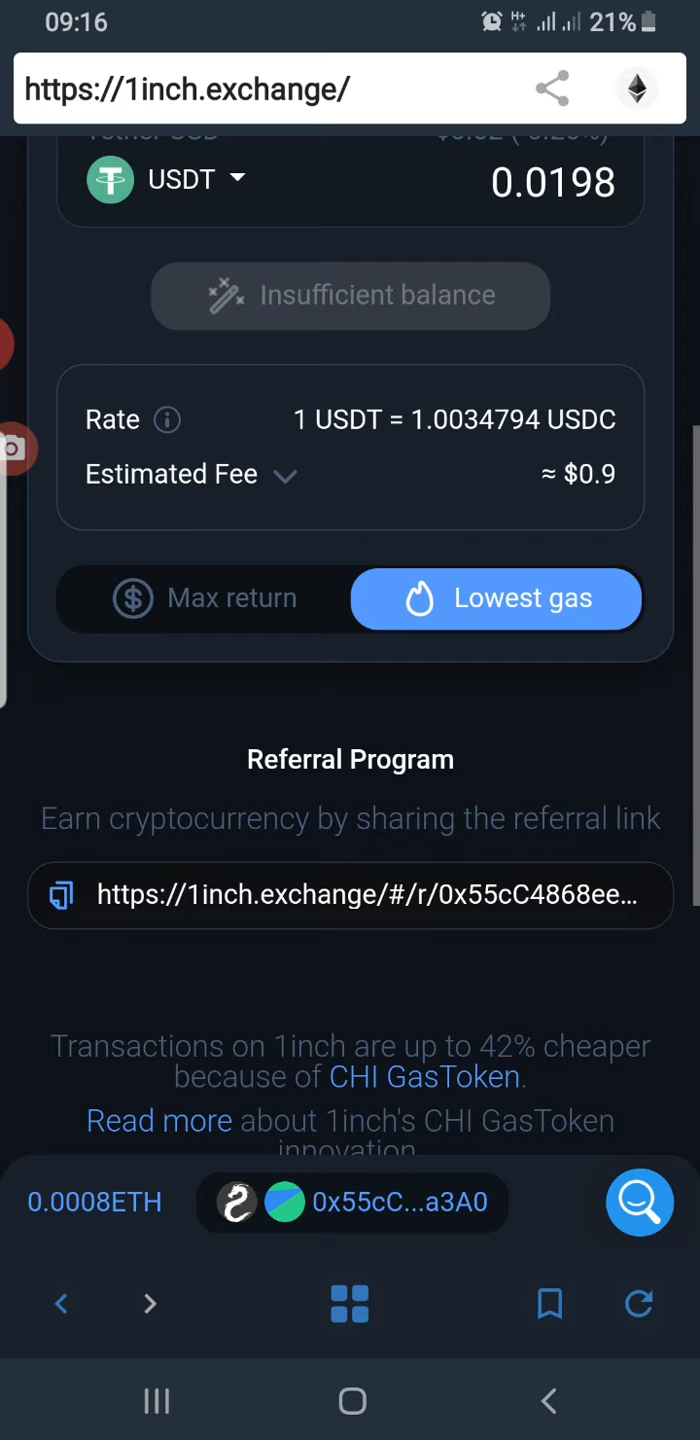 09:16 H+ 21%
https://1inch.exchange/
USDT 0.0198
Insufficient balance
Rate 1 USDT = 1.0034794 USDC
Estimated Fee ≈ $0.9
Max return Lowest gas
Referral Program
Earn cryptocurrency by sharing the referral link
https://1inch.exchange/#/r/0x55cC4868ee...
Transactions on 1inch are up to 42% cheaper
because of CHI GasToken.
Read more about 1inch's CHI GasToken
innovation
0.0008ETH 0x55cC...a3A0